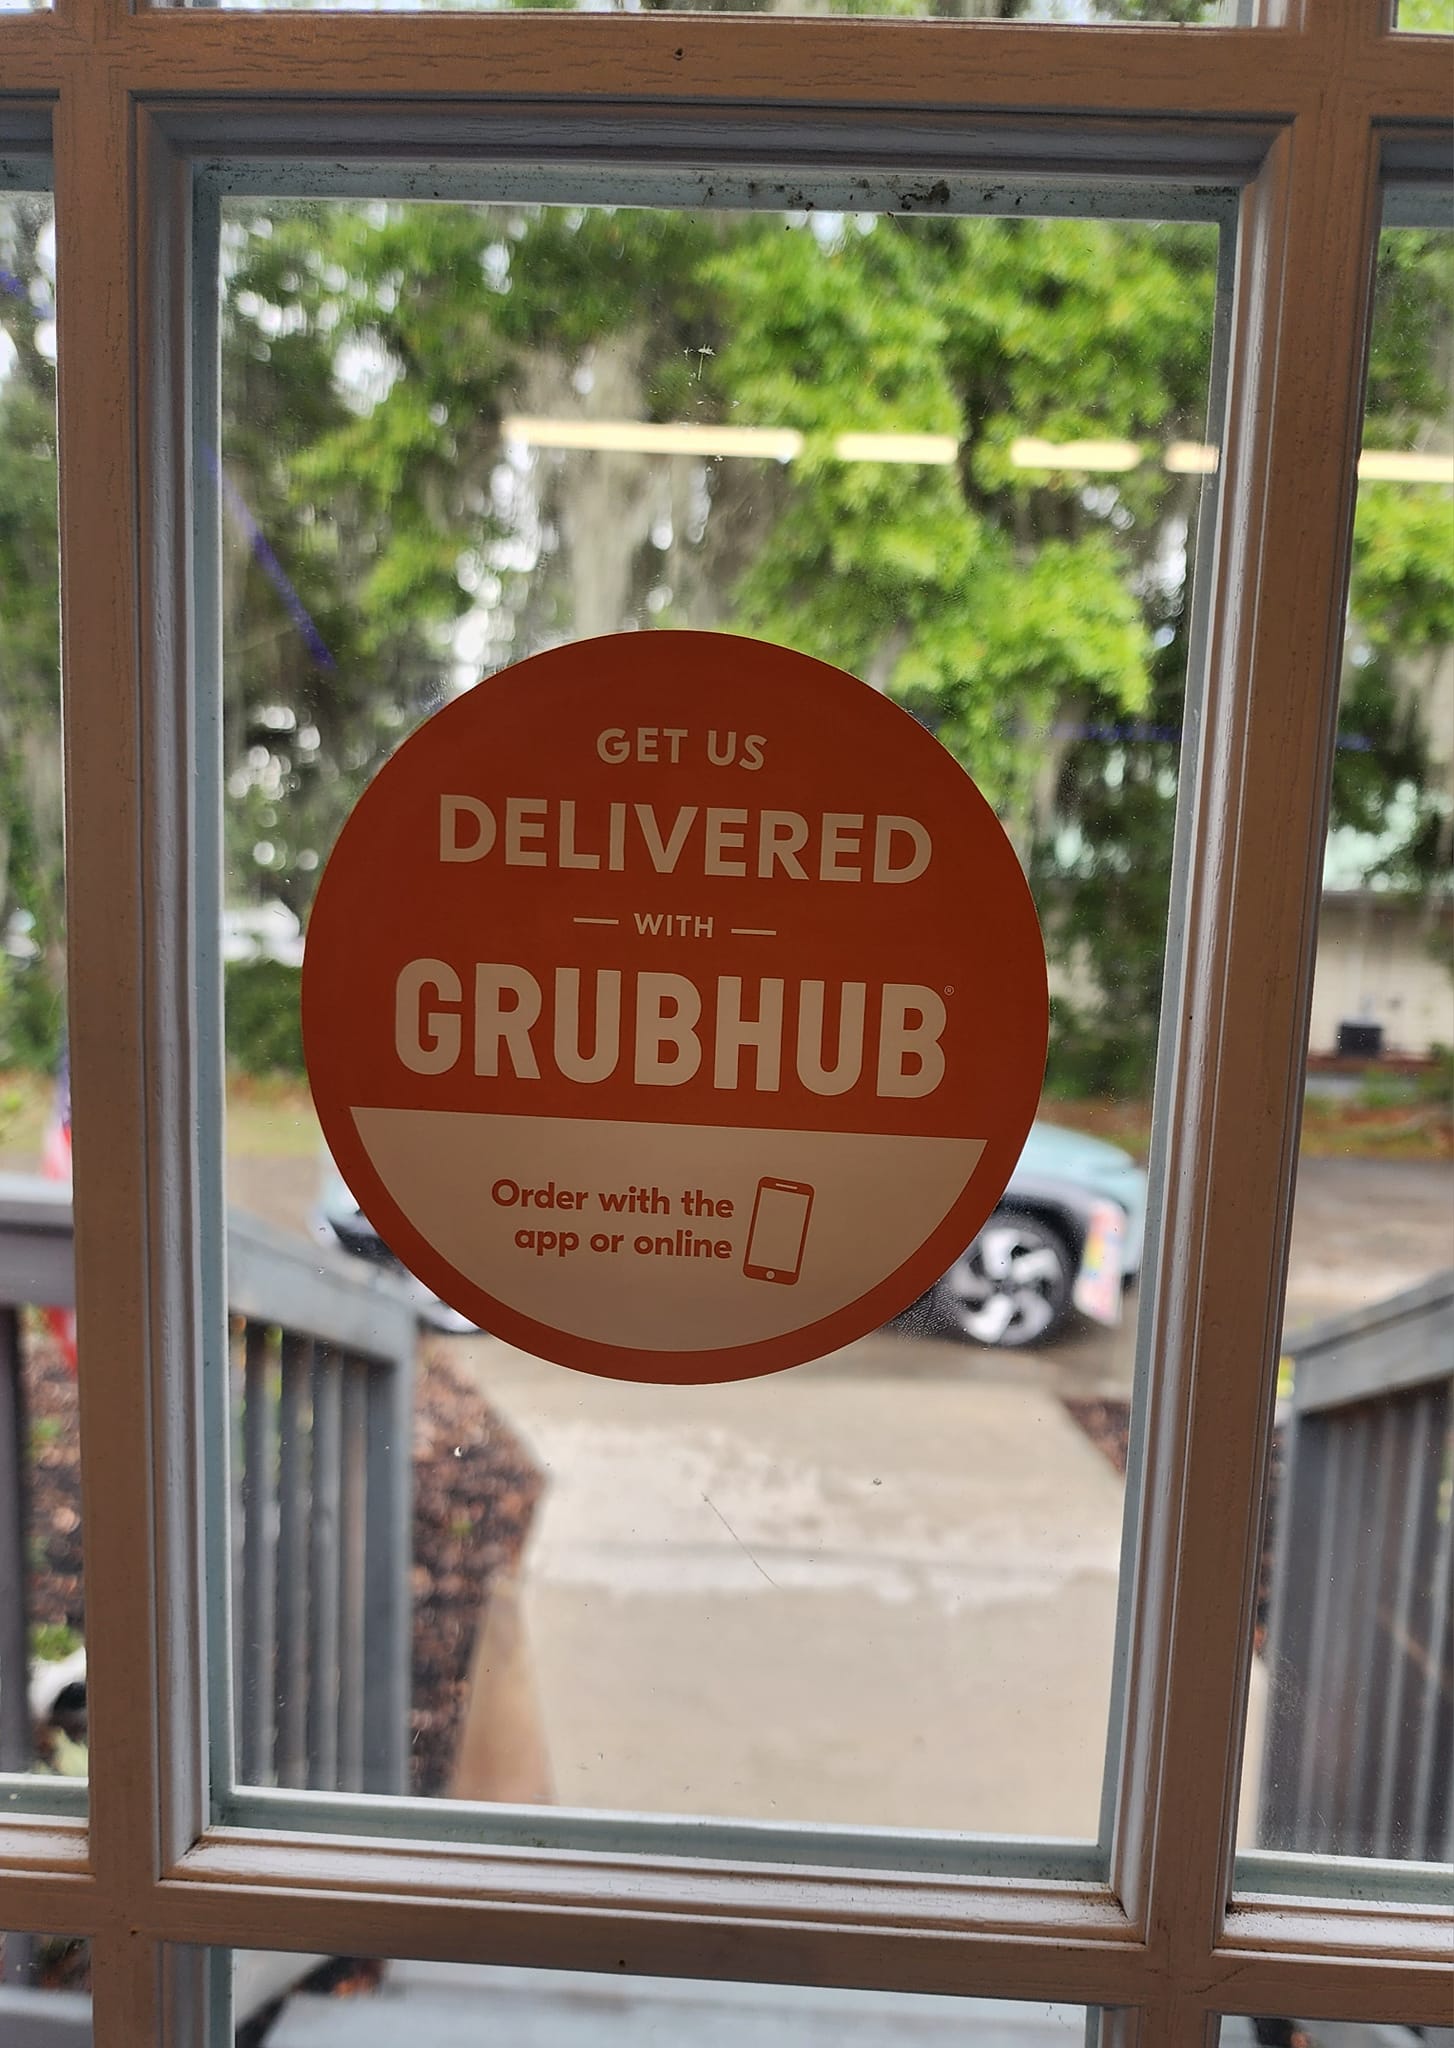 GET US
DELIVERED
— WITH —
GRUBHUB®
Order with the
app or online